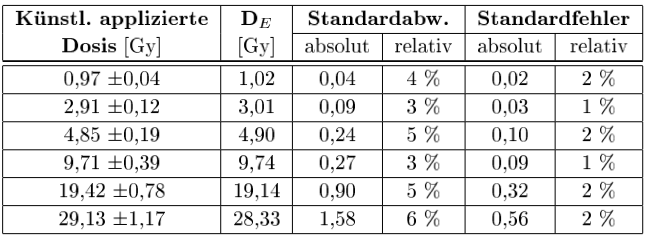 Künstl. applizierte D_E Standardabw. Standardfehler
Dosis [Gy] [Gy] absolut relativ absolut relativ
0,97 ±0,04 1,02 0,04 4 % 0,02 2 %
2,91 ±0,12 3,01 0,09 3 % 0,03 1 %
4,85 ±0,19 4,90 0,24 5 % 0,10 2 %
9,71 ±0,39 9,74 0,27 3 % 0,09 1 %
19,42 ±0,78 19,14 0,90 5 % 0,32 2 %
29,13 ±1,17 28,33 1,58 6 % 0,56 2 %